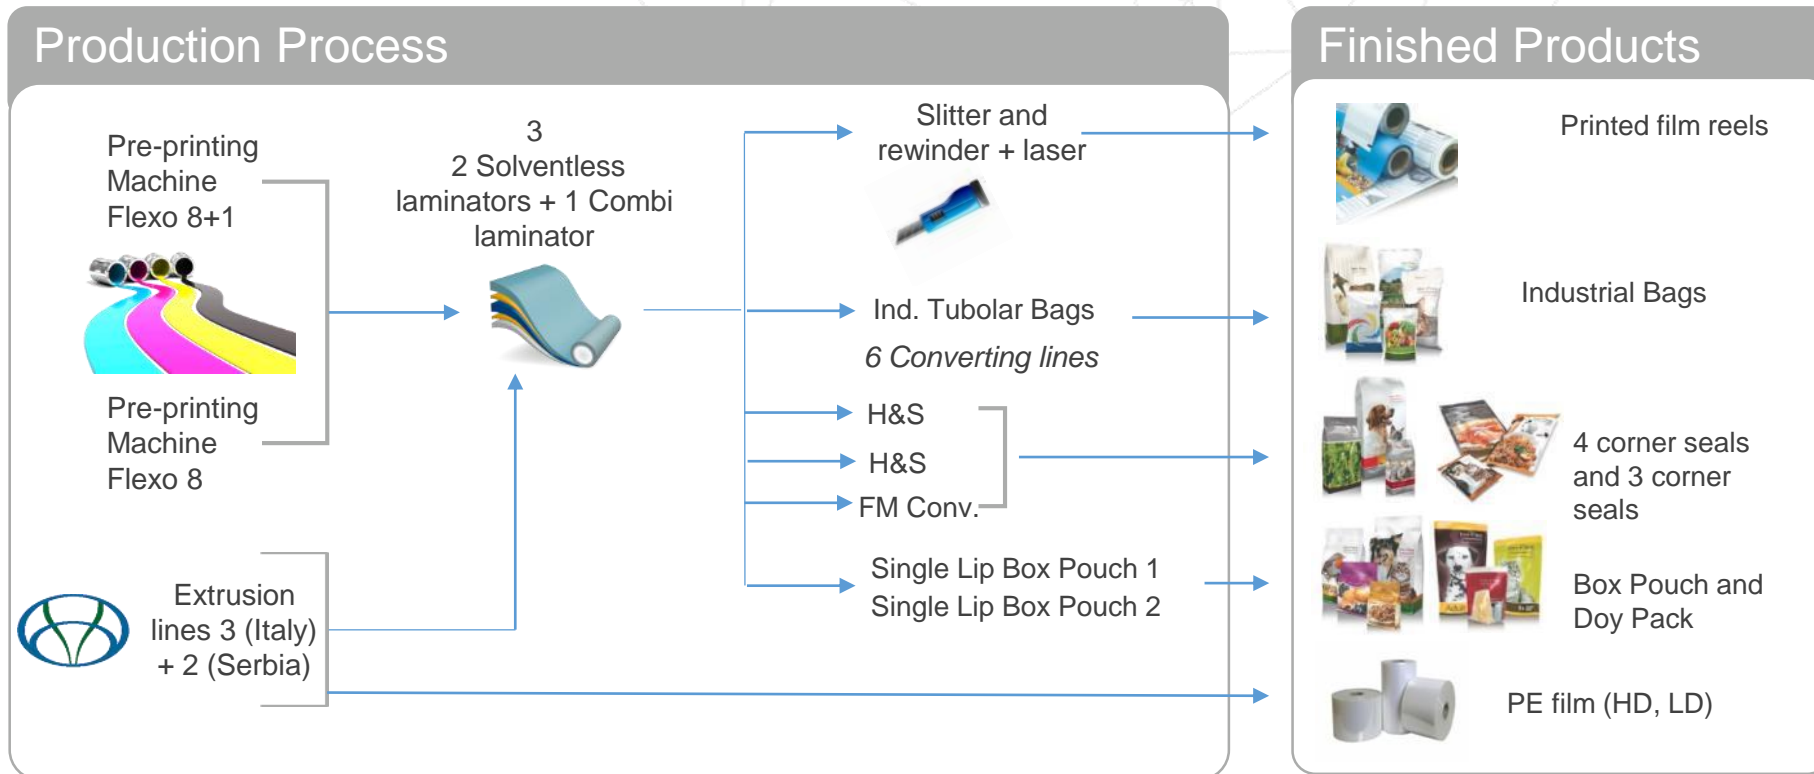 Production Process
Pre-printing
Machine
Flexo 8+1
Pre-printing
Machine
Flexo 8
Extrusion
lines 3 (Italy)
+ 2 (Serbia)
3
2 Solventless
laminators + 1 Combi
laminator
Slitter and
rewinder + laser
Ind. Tubolar Bags
6 Converting lines
H&S
H&S
FM Conv.
Single Lip Box Pouch 1
Single Lip Box Pouch 2
Finished Products
Printed film reels
Industrial Bags
4 corner seals
and 3 corner
seals
Box Pouch and
Doy Pack
PE film (HD, LD)